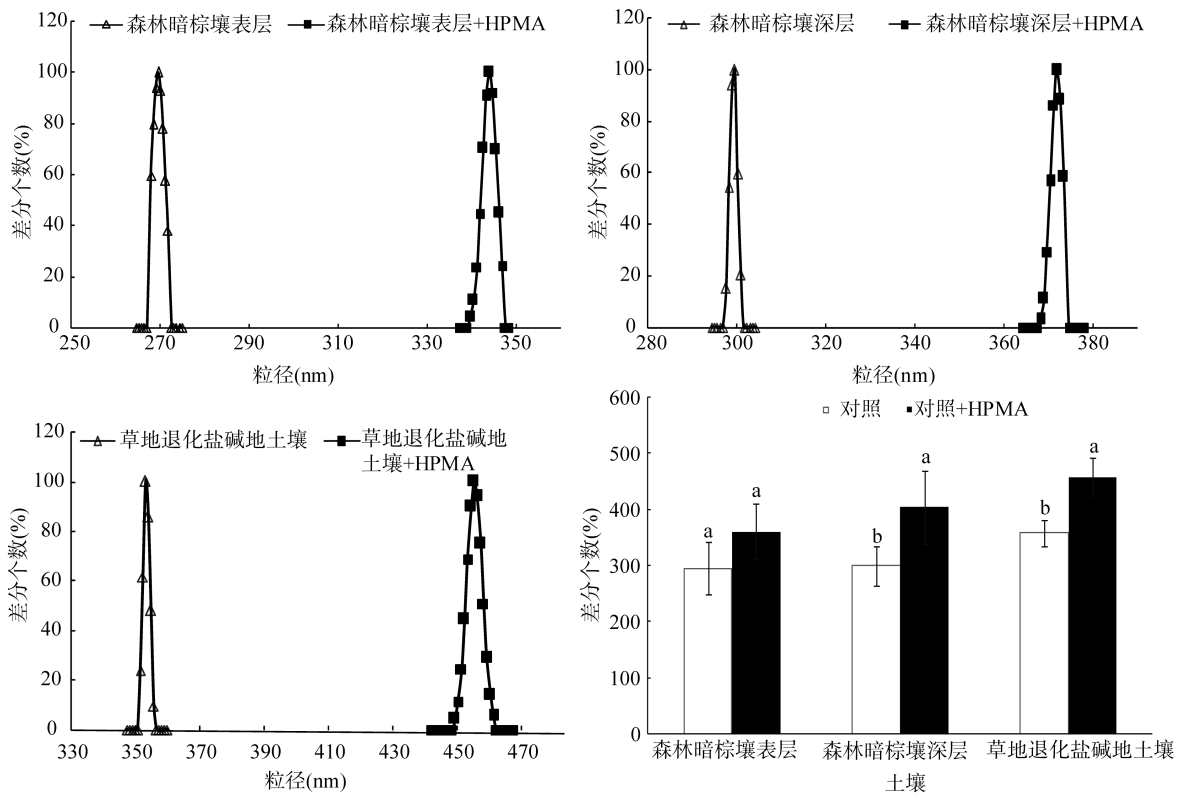 森林暗棕壤表层 森林暗棕壤表层+HPMA
120
100
80
60
40
20
0
差分个数(%)
250 270 290 310 330 350
粒径(nm)
森林暗棕壤深层 森林暗棕壤深层+HPMA
120
100
80
60
40
20
0
差分个数(%)
280 300 320 340 360 380
粒径(nm)
草地退化盐碱地土壤 草地退化盐碱地
土壤+HPMA
120
100
80
60
40
20
0
差分个数(%)
330 353 370 390 430 450 470
粒径(nm)
对照 对照+HPMA
600
500
400
300
200
100
0
差分个数(%)
a a b a b a
森林暗棕壤表层 森林暗棕壤深层 草地退化盐碱地土壤
土壤